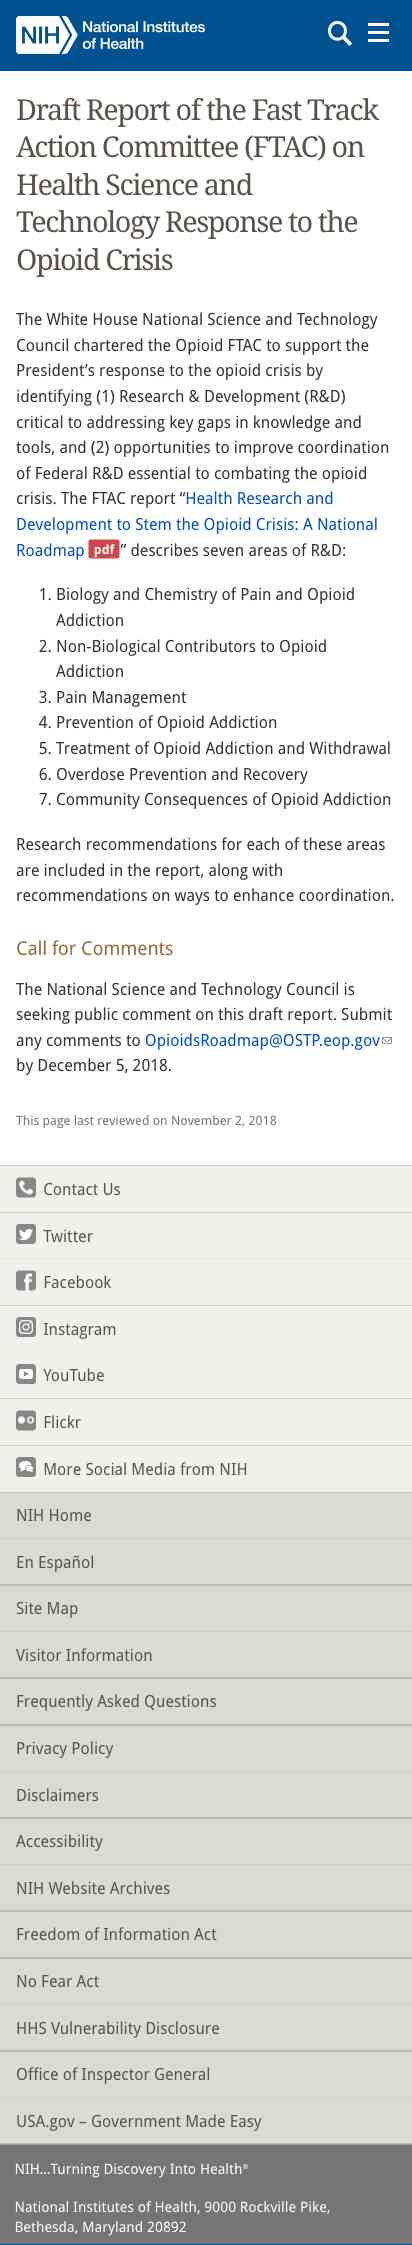 NIH National Institutes
of Health
Draft Report of the Fast Track
Action Committee (FTAC) on
Health Science and
Technology Response to the
Opioid Crisis
The White House National Science and Technology
Council chartered the Opioid FTAC to support the
President’s response to the opioid crisis by
identifying (1) Research & Development (R&D)
critical to addressing key gaps in knowledge and
tools, and (2) opportunities to improve coordination
of Federal R&D essential to combating the opioid
crisis. The FTAC report “Health Research and
Development to Stem the Opioid Crisis: A National
Roadmap pdf” describes seven areas of R&D:
1. Biology and Chemistry of Pain and Opioid
Addiction
2. Non-Biological Contributors to Opioid
Addiction
3. Pain Management
4. Prevention of Opioid Addiction
5. Treatment of Opioid Addiction and Withdrawal
6. Overdose Prevention and Recovery
7. Community Consequences of Opioid Addiction
Research recommendations for each of these areas
are included in the report, along with
recommendations on ways to enhance coordination.
Call for Comments
The National Science and Technology Council is
seeking public comment on this draft report. Submit
any comments to OpioidsRoadmap@OSTP.eop.gov
by December 5, 2018.
This page last reviewed on November 2, 2018
Contact Us
Twitter
Facebook
Instagram
YouTube
Flickr
More Social Media from NIH
NIH Home
En Español
Site Map
Visitor Information
Frequently Asked Questions
Privacy Policy
Disclaimers
Accessibility
NIH Website Archives
Freedom of Information Act
No Fear Act
HHS Vulnerability Disclosure
Office of Inspector General
USA.gov – Government Made Easy
NIH...Turning Discovery Into Health®
National Institutes of Health, 9000 Rockville Pike,
Bethesda, Maryland 20892